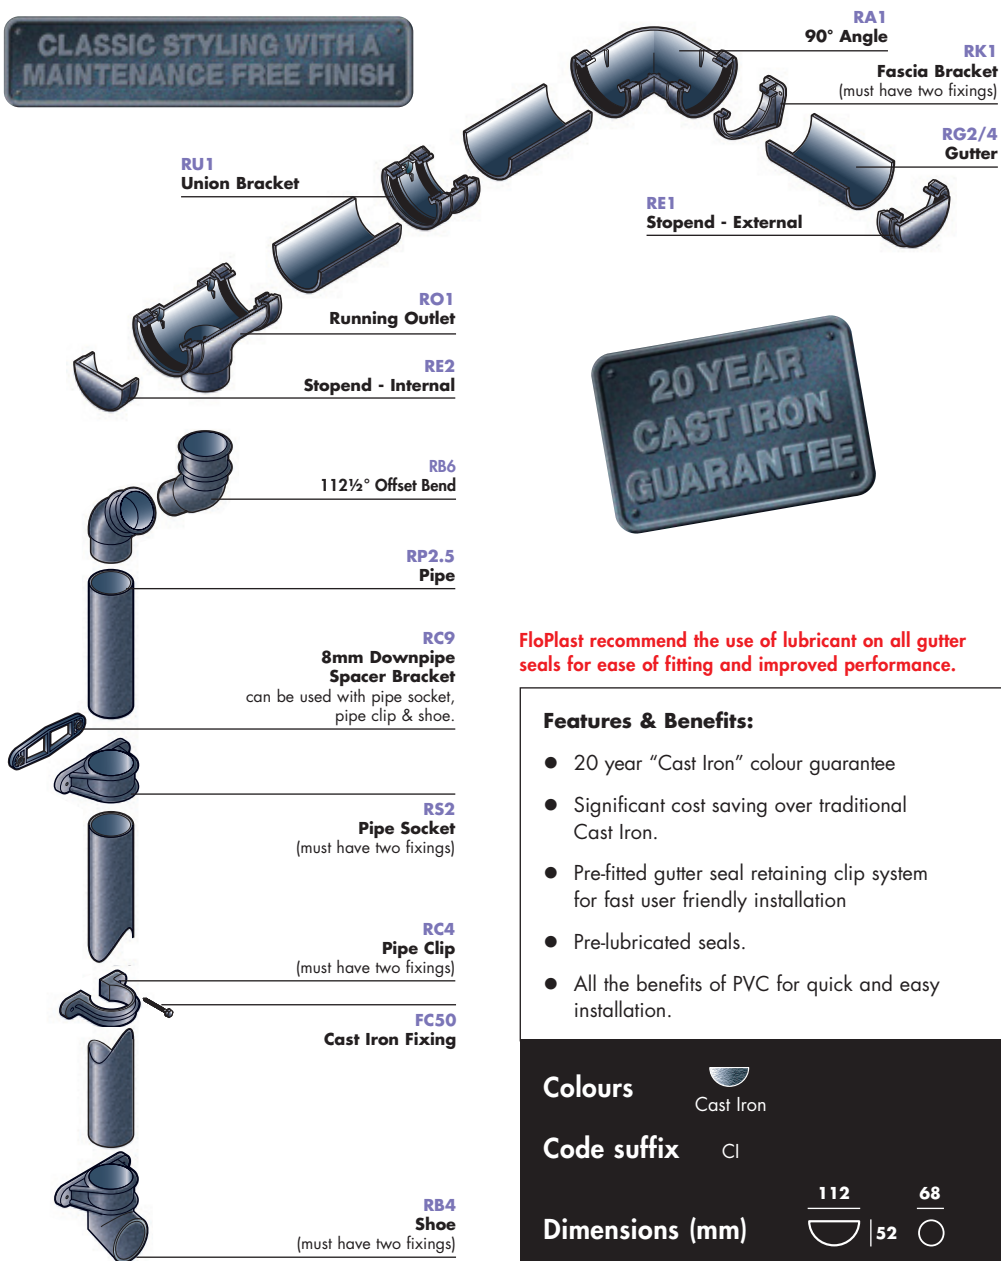 CLASSIC STYLING WITH A
MAINTENANCE FREE FINISH
RA1
90° Angle
RK1
Fascia Bracket
(must have two fixings)
RG2/4
Gutter
RU1
Union Bracket
RE1
Stopend - External
RO1
Running Outlet
RE2
Stopend - Internal
20 YEAR
CAST IRON
GUARANTEE
RB6
112½° Offset Bend
RP2.5
Pipe
RC9
8mm Downpipe
Spacer Bracket
can be used with pipe socket,
pipe clip & shoe.
RS2
Pipe Socket
(must have two fixings)
RC4
Pipe Clip
(must have two fixings)
FC50
Cast Iron Fixing
RB4
Shoe
(must have two fixings)
FloPlast recommend the use of lubricant on all gutter
seals for ease of fitting and improved performance.
Features & Benefits:
● 20 year “Cast Iron” colour guarantee
● Significant cost saving over traditional
Cast Iron.
● Pre-fitted gutter seal retaining clip system
for fast user friendly installation
● Pre-lubricated seals.
● All the benefits of PVC for quick and easy
installation.
Colours
Cast Iron
Code suffix CI
Dimensions (mm) 112 52 68